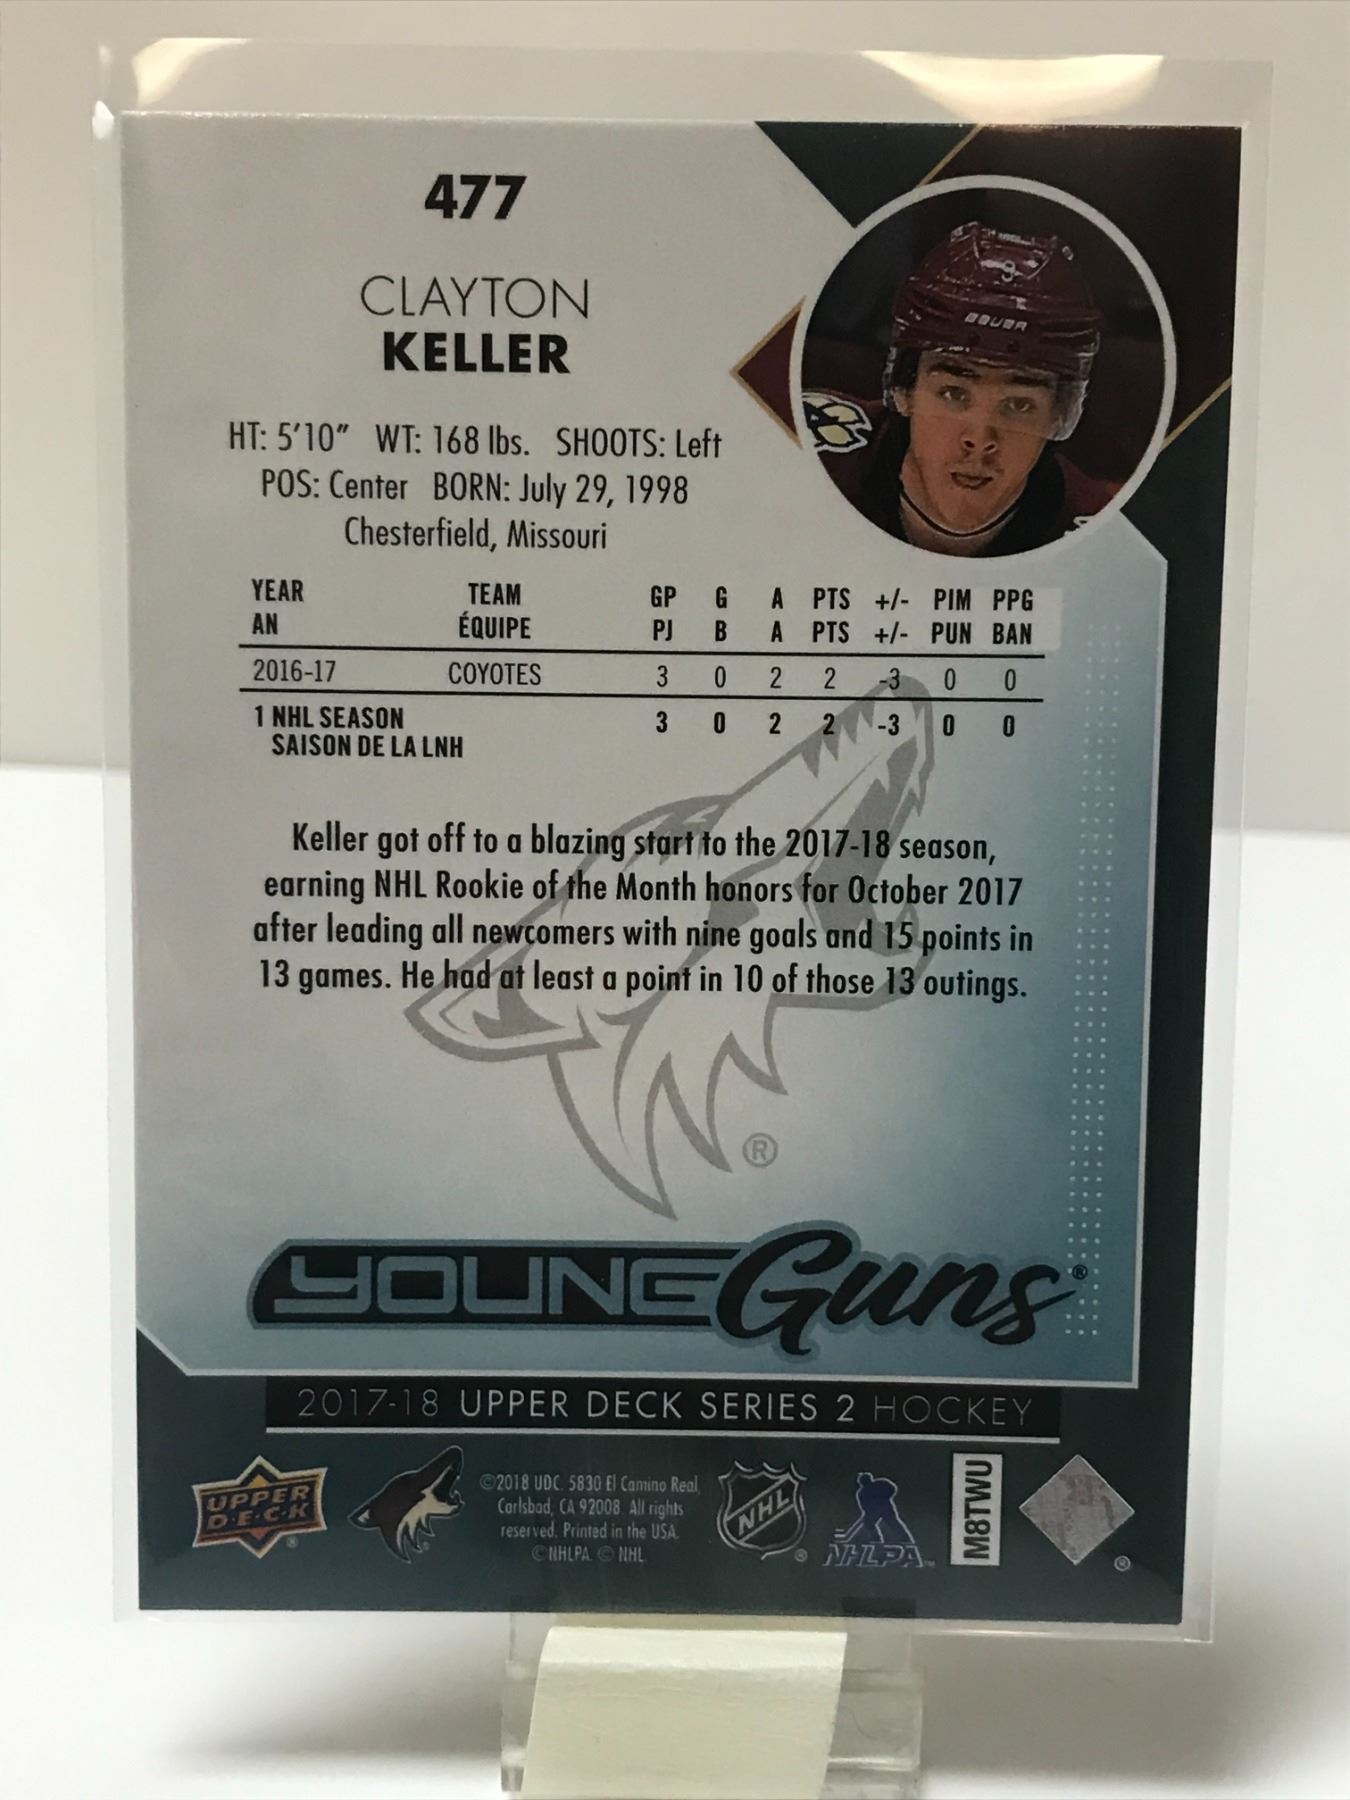 477
CLAYTON
KELLER
9
BAUER
HT: 5'10" WT: 168 lbs. SHOOTS: Left
POS: Center BORN: July 29, 1998
Chesterfield, Missouri
YEAR TEAM GP G A PTS +/- PIM PPG
AN ÉQUIPE PJ B A PTS +/- PUN BAN
2016-17 COYOTES 3 0 2 2 -3 0 0
1 NHL SEASON 3 0 2 2 -3 0 0
SAISON DE LA LNH
Keller got off to a blazing start to the 2017-18 season,
earning NHL Rookie of the Month honors for October 2017
after leading all newcomers with nine goals and 15 points in
13 games. He had at least a point in 10 of those 13 outings.
®
YOUNG Guns®
2017-18 UPPER DECK SERIES 2 HOCKEY
UPPER
D·E·C·K
®
©2018 UDC. 5830 El Camino Real,
Carlsbad, CA 92008. All rights
reserved. Printed in the USA.
©NHLPA. © NHL.
NHL
®
NHLPA™
M8TWU
®